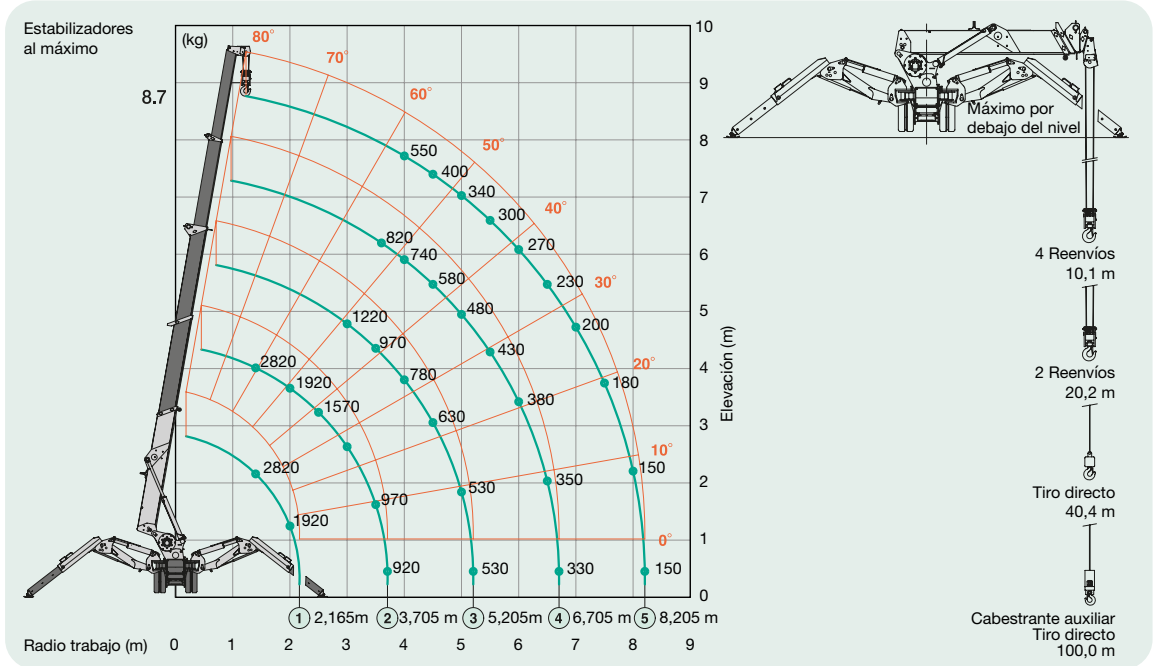 Estabilizadores
al máximo
(kg)
8.7
80°
70°
60°
50°
40°
30°
20°
10°
0°
550
400
340
300
270
230
200
180
150
150
820
740
580
480
430
380
350
330
1220
970
780
630
530
530
2820
1920
1570
970
920
2820
1920
10
9
8
7
6
5
4
3
2
1
0
Elevación (m)
1 2,165m
2 3,705 m
3 5,205m
4 6,705 m
5 8,205 m
Radio trabajo (m) 0 1 2 3 4 5 6 7 8 9
Máximo por
debajo del nivel
4 Reenvíos
10,1 m
2 Reenvíos
20,2 m
Tiro directo
40,4 m
Cabestrante auxiliar
Tiro directo
100,0 m